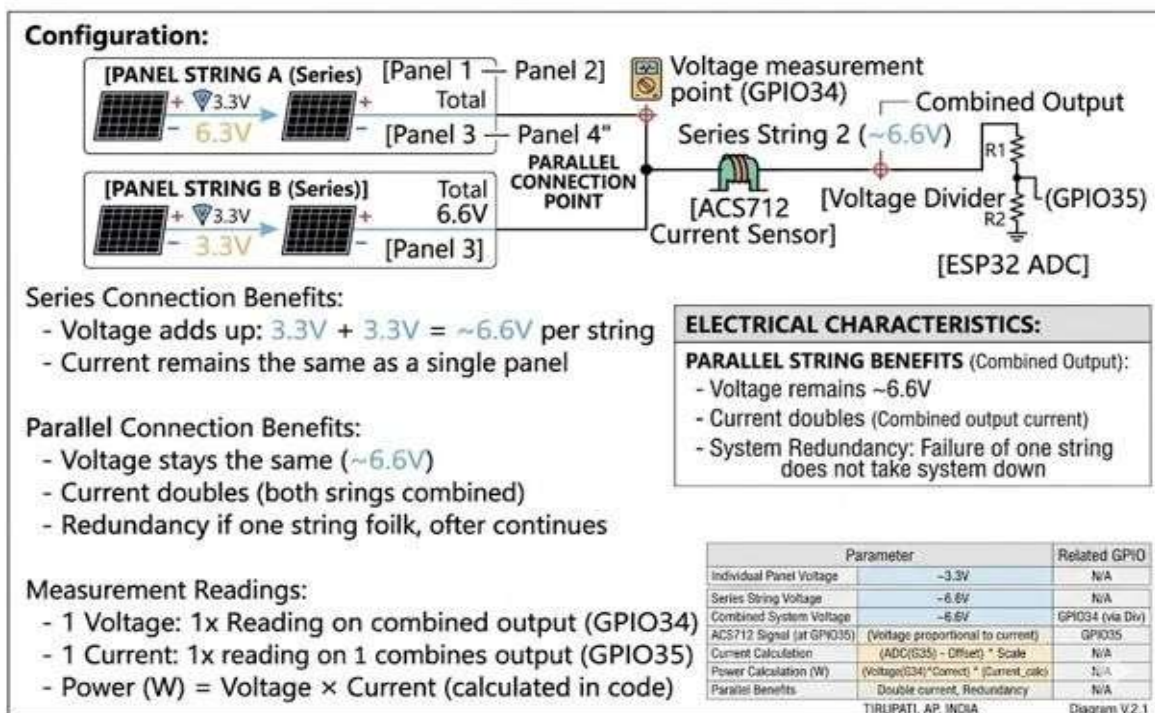 Configuration:
[PANEL STRING A (Series)
[Panel 1 — Panel 2]
+ 3.3V
Total
- 6.3V
[Panel 3 — Panel 4"
[PANEL STRING B (Series)]
Total
+ 3.3V
+ 6.6V
- 3.3V
- [Panel 3]
PARALLEL
CONNECTION
POINT
Voltage measurement
point (GPIO34)
Combined Output
Series String 2 (~6.6V)
[ACS712
Current Sensor]
[Voltage Divider
R1
R2
(GPIO35)
[ESP32 ADC]
Series Connection Benefits:
- Voltage adds up: 3.3V + 3.3V = ~6.6V per string
- Current remains the same as a single panel
Parallel Connection Benefits:
- Voltage stays the same (~6.6V)
- Current doubles (both srings combined)
- Redundancy if one string foilk, ofter continues
Measurement Readings:
- 1 Voltage: 1x Reading on combined output (GPIO34)
- 1 Current: 1x reading on 1 combines output (GPIO35)
- Power (W) = Voltage × Current (calculated in code)
ELECTRICAL CHARACTERISTICS:
PARALLEL STRING BENEFITS (Combined Output):
- Voltage remains ~6.6V
- Current doubles (Combined output current)
- System Redundancy: Failure of one string
does not take system down
Parameter Related GPIO
Individual Panel Voltage ~3.3V N/A
Series String Voltage ~6.6V N/A
Combined System Voltage ~6.6V GPIO34 (via Div)
ACS712 Signal (at GPIO35) (Voltage proportional to current) GPIO35
Current Calculation (ADC(G35) - Offset) * Scale N/A
Power Calculation (W) (Voltage(G34)*Correct) * (Current_calc) N/A
Parallel Benefits Double current, Redundancy N/A
TIRUPATI, AP, INDIA Diagram V.2.1